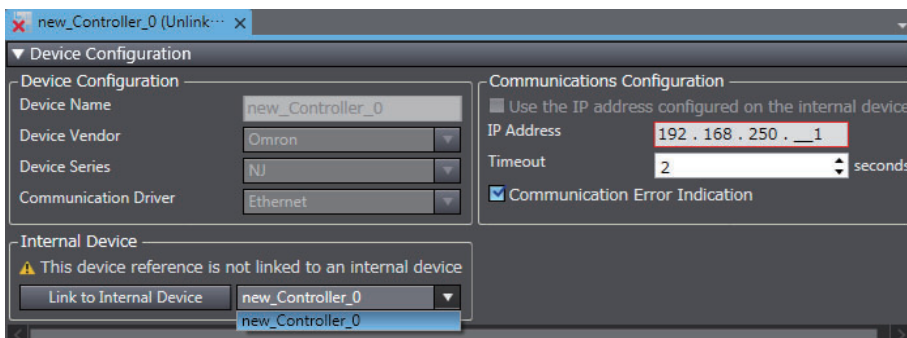 new_Controller_0 (Unlink···
Device Configuration
Device Configuration
Device Name new_Controller_0
Device Vendor Omron
Device Series NJ
Communication Driver Ethernet
Communications Configuration
Use the IP address configured on the internal device
IP Address 192 . 168 . 250 . __1
Timeout 2 seconds
Communication Error Indication
Internal Device
This device reference is not linked to an internal device
Link to Internal Device new_Controller_0
new_Controller_0